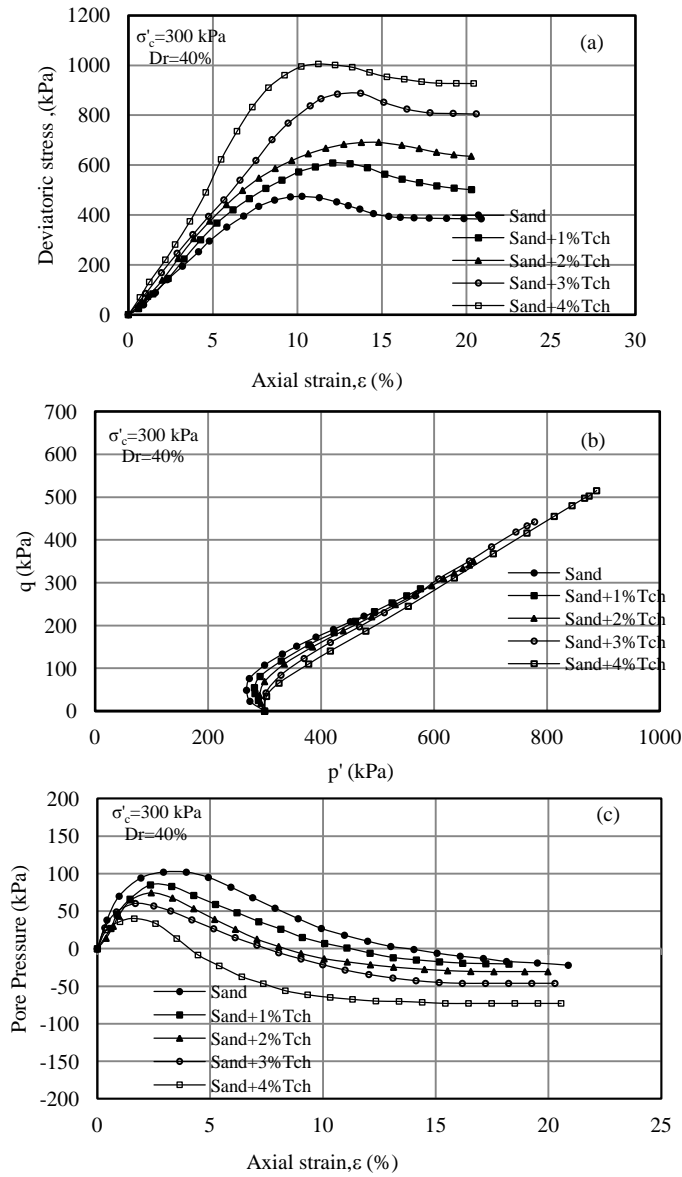 1200
1000
800
600
400
200
0
0 5 10 15 20 25 30
Deviatoric stress ,(kPa)
Axial strain,ε (%)
σ'c=300 kPa
Dr=40%
(a)
Sand
Sand+1%Tch
Sand+2%Tch
Sand+3%Tch
Sand+4%Tch
700
600
500
400
300
200
100
0
0 200 400 600 800 1000
q (kPa)
p' (kPa)
σ'c=300 kPa
Dr=40%
(b)
Sand
Sand+1%Tch
Sand+2%Tch
Sand+3%Tch
Sand+4%Tch
200
150
100
50
0
-50
-100
-150
-200
0 5 10 15 20 25
Pore Pressure (kPa)
Axial strain,ε (%)
σ'c=300 kPa
Dr=40%
(c)
Sand
Sand+1%Tch
Sand+2%Tch
Sand+3%Tch
Sand+4%Tch